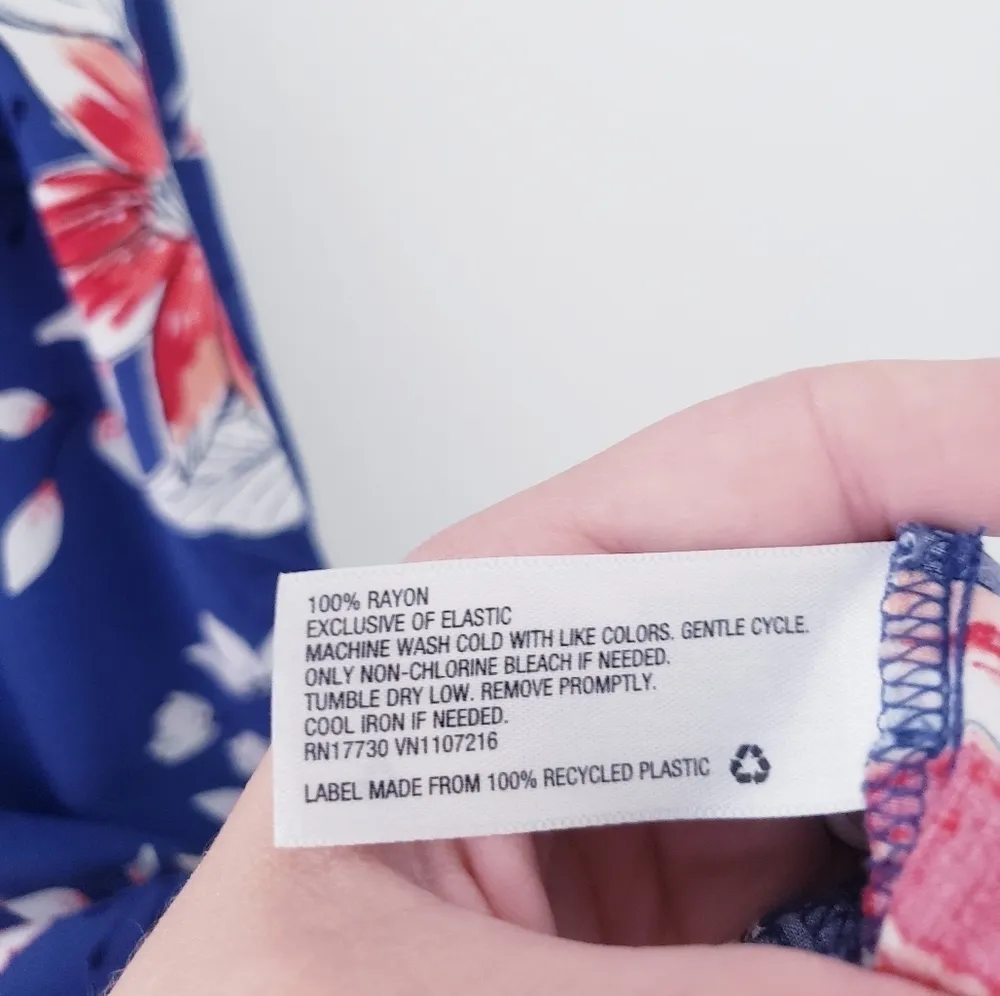 100% RAYON
EXCLUSIVE OF ELASTIC
MACHINE WASH COLD WITH LIKE COLORS. GENTLE CYCLE.
ONLY NON-CHLORINE BLEACH IF NEEDED.
TUMBLE DRY LOW. REMOVE PROMPTLY.
COOL IRON IF NEEDED.
RN17730 VN1107216
LABEL MADE FROM 100% RECYCLED PLASTIC